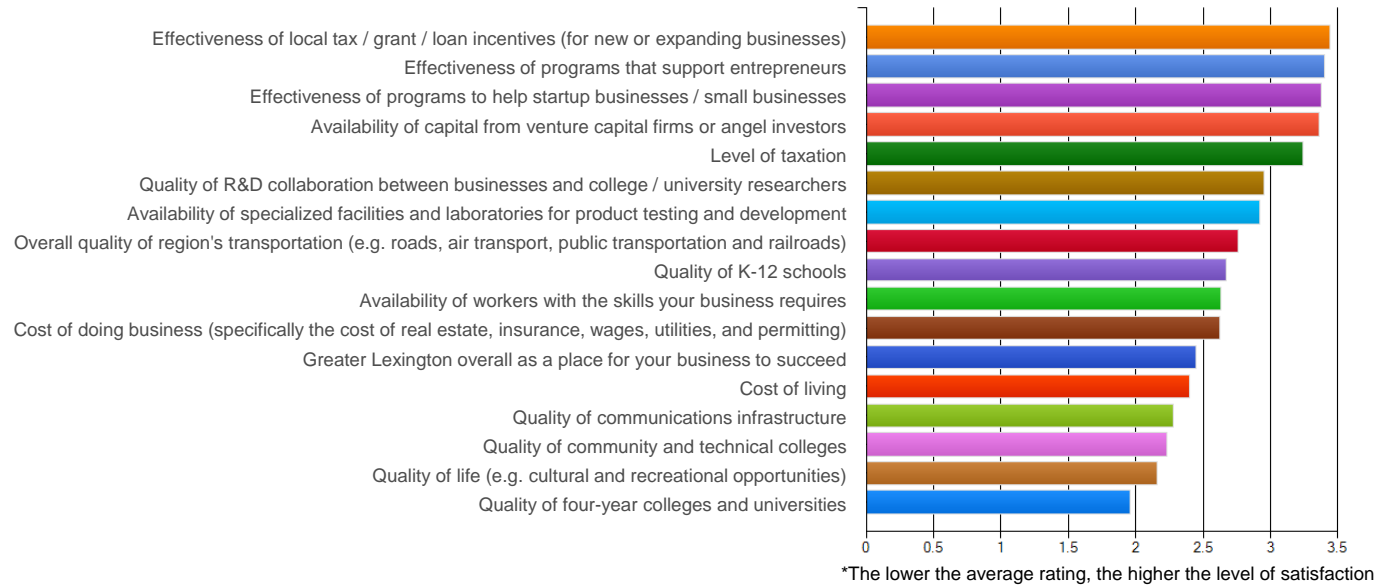 Effectiveness of local tax / grant / loan incentives (for new or expanding businesses)
Effectiveness of programs that support entrepreneurs
Effectiveness of programs to help startup businesses / small businesses
Availability of capital from venture capital firms or angel investors
Level of taxation
Quality of R&D collaboration between businesses and college / university researchers
Availability of specialized facilities and laboratories for product testing and development
Overall quality of region's transportation (e.g. roads, air transport, public transportation and railroads)
Quality of K-12 schools
Availability of workers with the skills your business requires
Cost of doing business (specifically the cost of real estate, insurance, wages, utilities, and permitting)
Greater Lexington overall as a place for your business to succeed
Cost of living
Quality of communications infrastructure
Quality of community and technical colleges
Quality of life (e.g. cultural and recreational opportunities)
Quality of four-year colleges and universities
0 0.5 1 1.5 2 2.5 3 3.5
*The lower the average rating, the higher the level of satisfaction